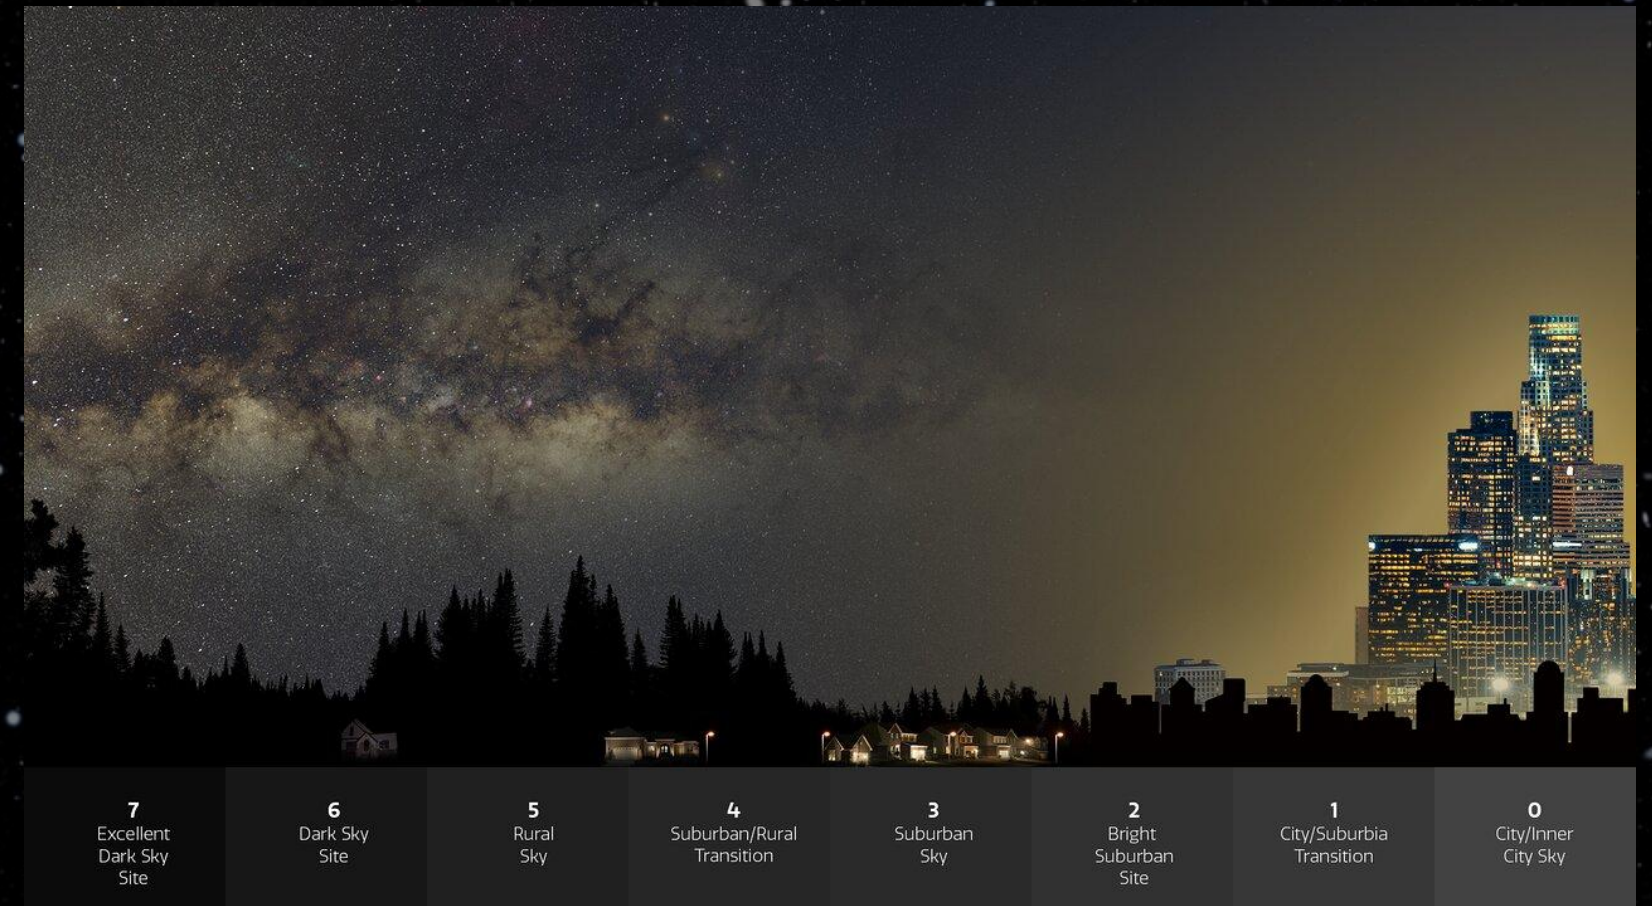 7
Excellent
Dark Sky
Site
6
Dark Sky
Site
5
Rural
Sky
4
Suburban/Rural
Transition
3
Suburban
Sky
2
Bright
Suburban
Site
1
City/Suburbia
Transition
0
City/Inner
City Sky